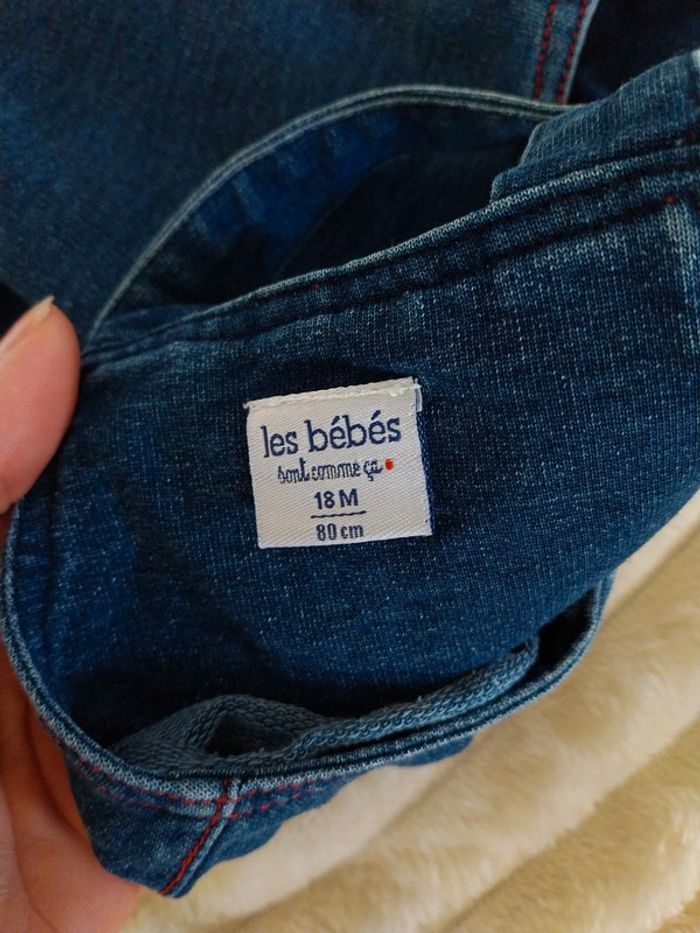 les bébés
sont comme ça
18 M
80 cm